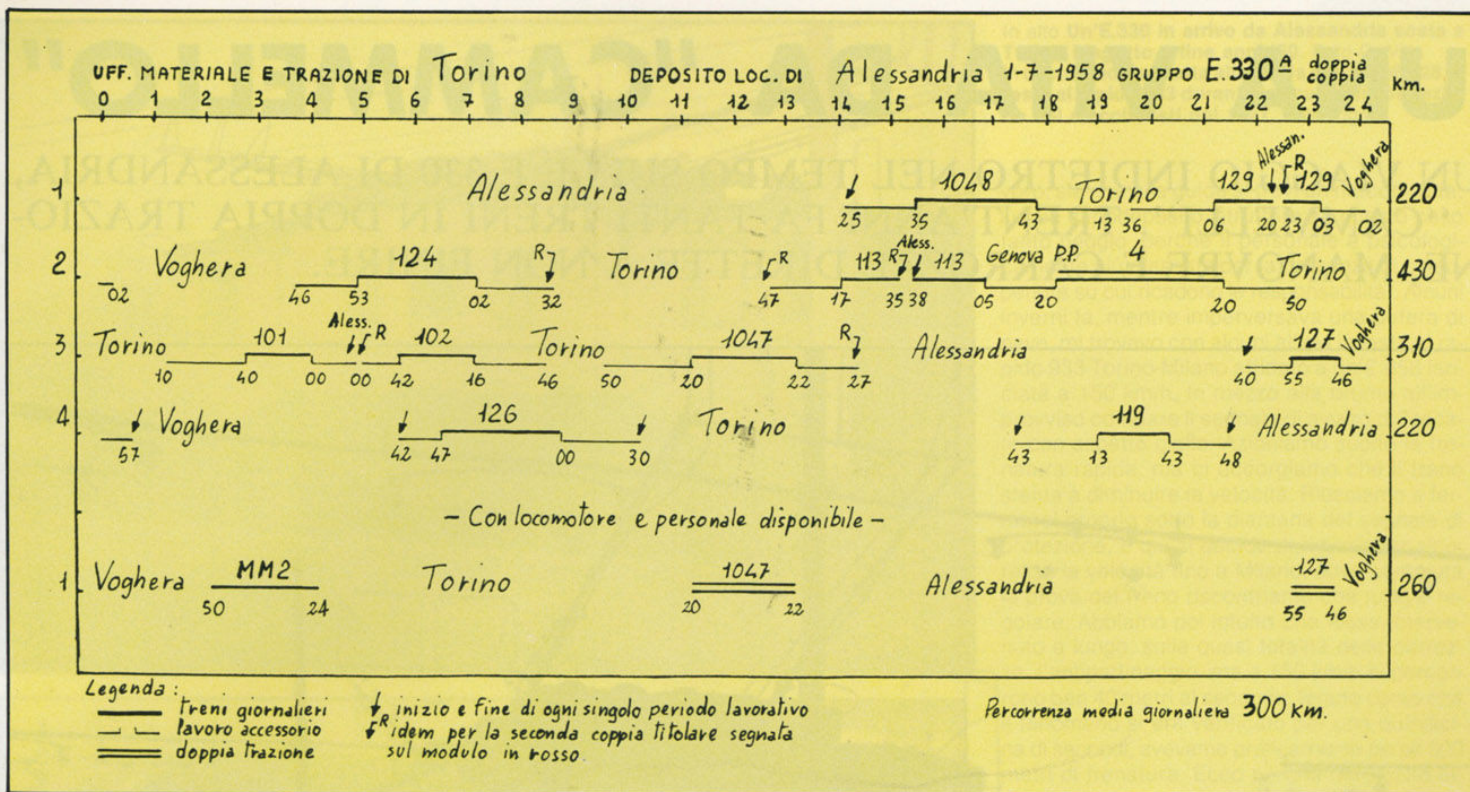 UFF. MATERIALE E TRAZIONE DI Torino DEPOSITO LOC. DI Alessandria 1-7-1958 GRUPPO E.330A doppia coppia km.
0 1 2 3 4 5 6 7 8 9 10 11 12 13 14 15 16 17 18 19 20 21 22 23 24
1 Alessandria 1048 Torino 129 Alessan. R 129 Voghera 220
25 35 43 13 36 06 20 23 03 02
2 Voghera 124 R Torino R 113 R Aless. 113 Genova P.P. 4 Torino 430
02 46 53 02 32 47 17 35 38 05 20 20 50
3 Torino 101 Aless. R 102 Torino 1047 R Alessandria 127 Voghera 310
10 40 00 00 42 16 46 50 20 22 27 40 55 46
4 Voghera 126 Torino 119 Alessandria 220
57 42 47 00 30 43 13 43 48
- Con locomotore e personale disponibile -
1 Voghera MM2 Torino 1047 Alessandria 127 Voghera 260
50 24 20 22 55 46
Legenda:
treni giornalieri
lavoro accessorio
doppia trazione
inizio e fine di ogni singolo periodo lavorativo
R idem per la seconda coppia titolare segnata
sul modulo in rosso.
Percorrenza media giornaliera 300 km.